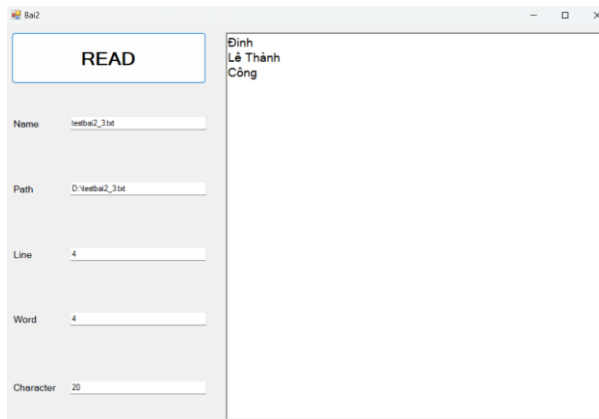 Bai2
READ
Name testbai2_3.txt
Path D:\testbai2_3.txt
Line 4
Word 4
Character 20
Đinh
Lê Thành
Công